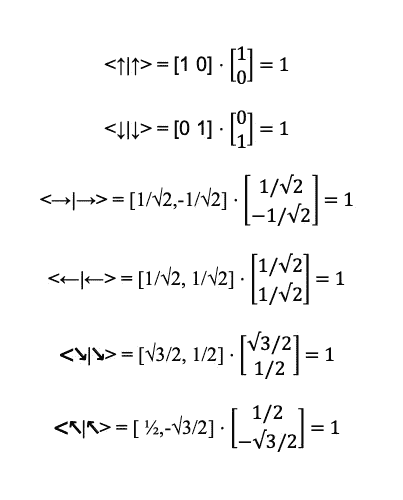 <↑|↑> = [1 0] · [1 0] = 1
<↓|↓> = [0 1] · [0 1] = 1
<→|→> = [1/√2,-1/√2] · [1/√2 −1/√2] = 1
<←|←> = [1/√2, 1/√2] · [1/√2 1/√2] = 1
<↘|↘> = [√3/2, 1/2] · [√3/2 1/2] = 1
<↖|↖> = [ ½,-√3/2] · [1/2 −√3/2] = 1